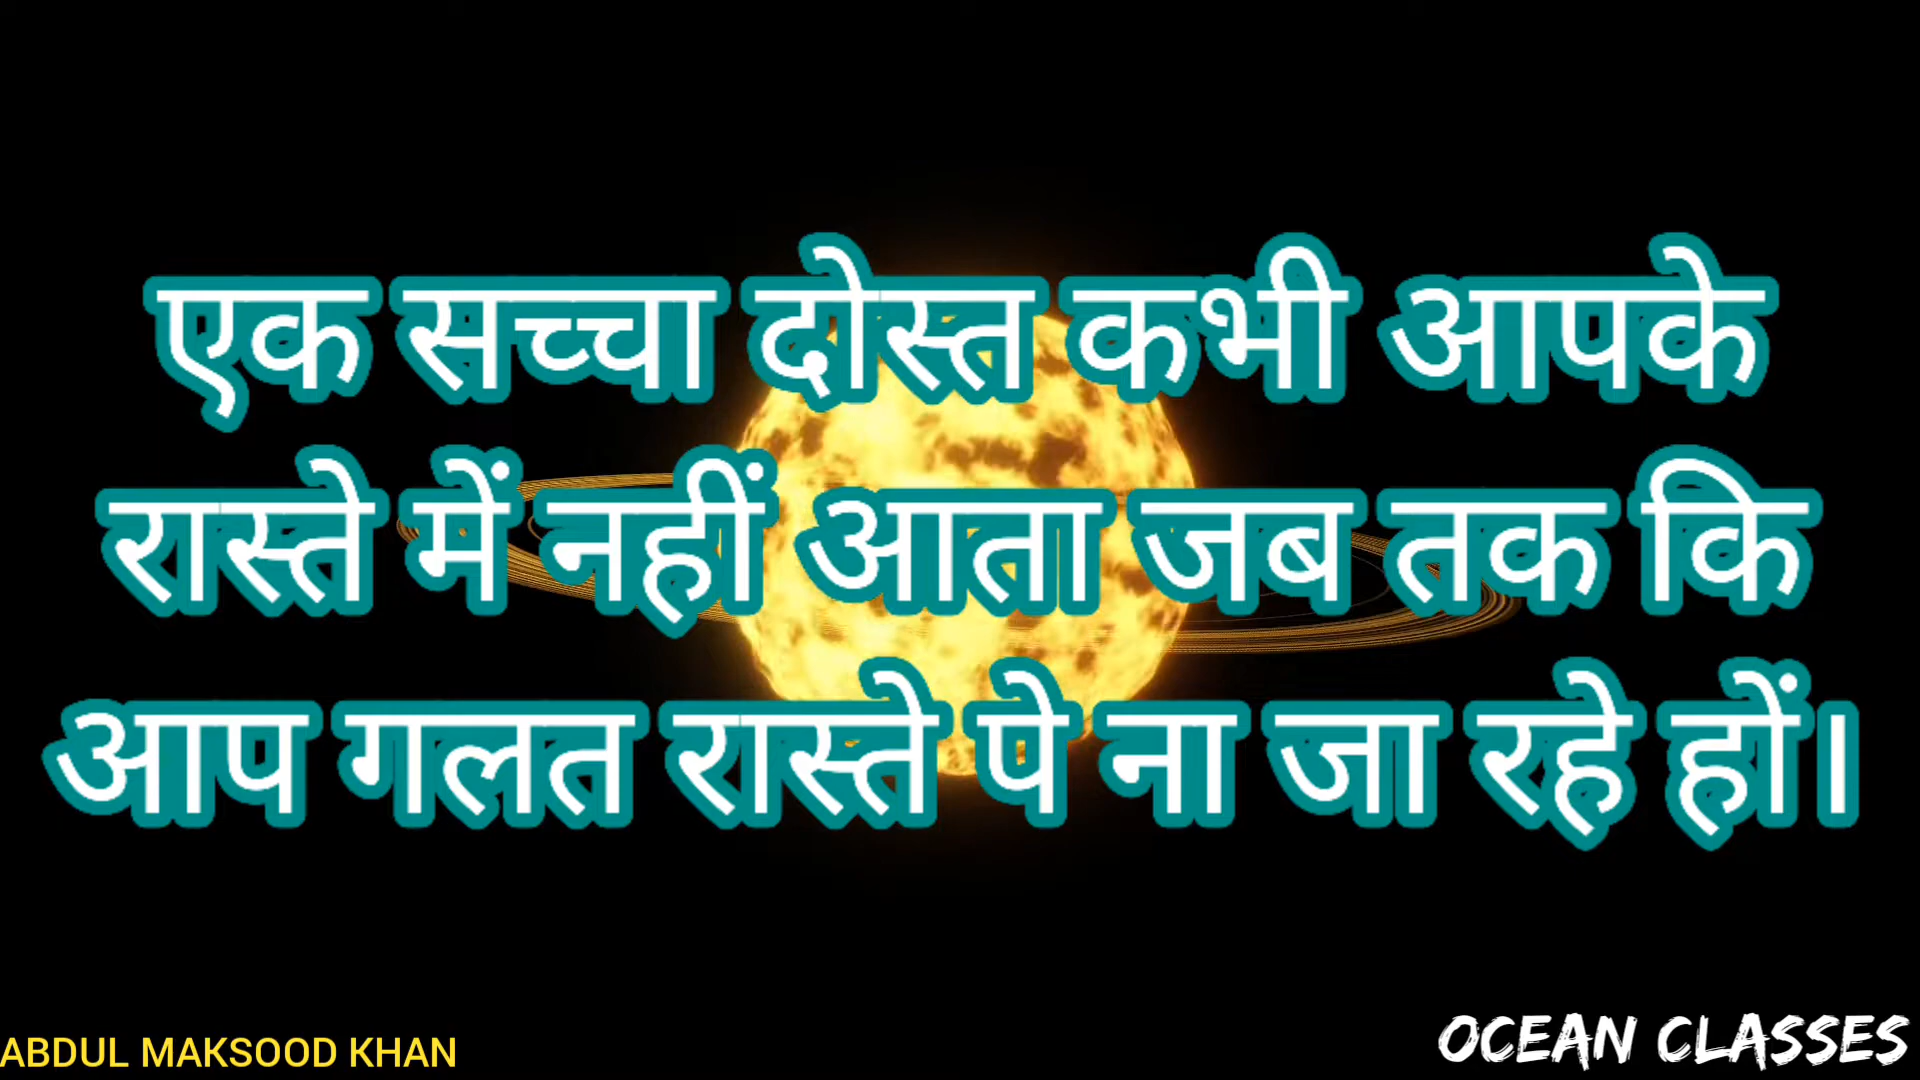 एक सच्चा दोस्त कभी आपके
रास्ते में नहीं आता जब तक कि
आप गलत रास्ते पे ना जा रहे हों।
ABDUL MAKSOOD KHAN
OCEAN CLASSES